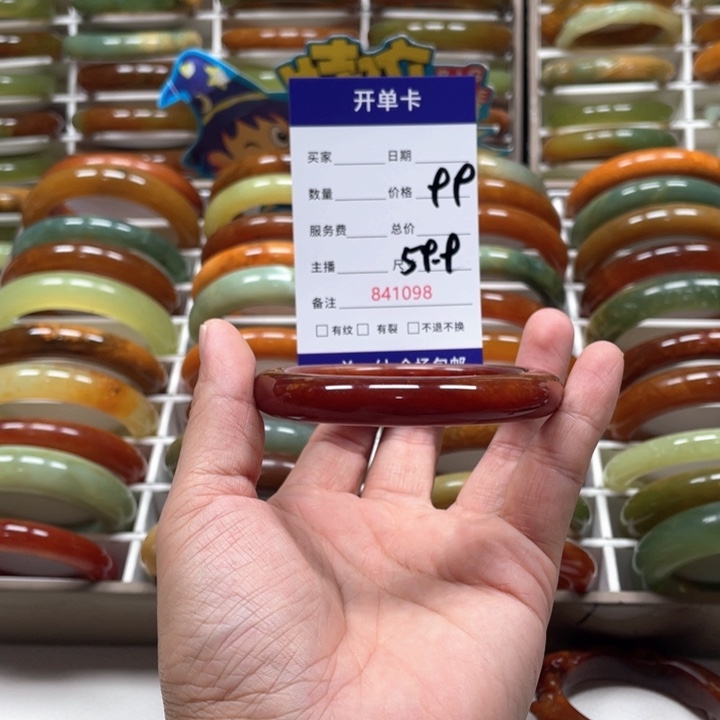 开单卡
买家 日期
数量 价格 99
服务费 总价
主播 尺 59.9
备注 841098
□有纹 □ 有裂 □不退不换